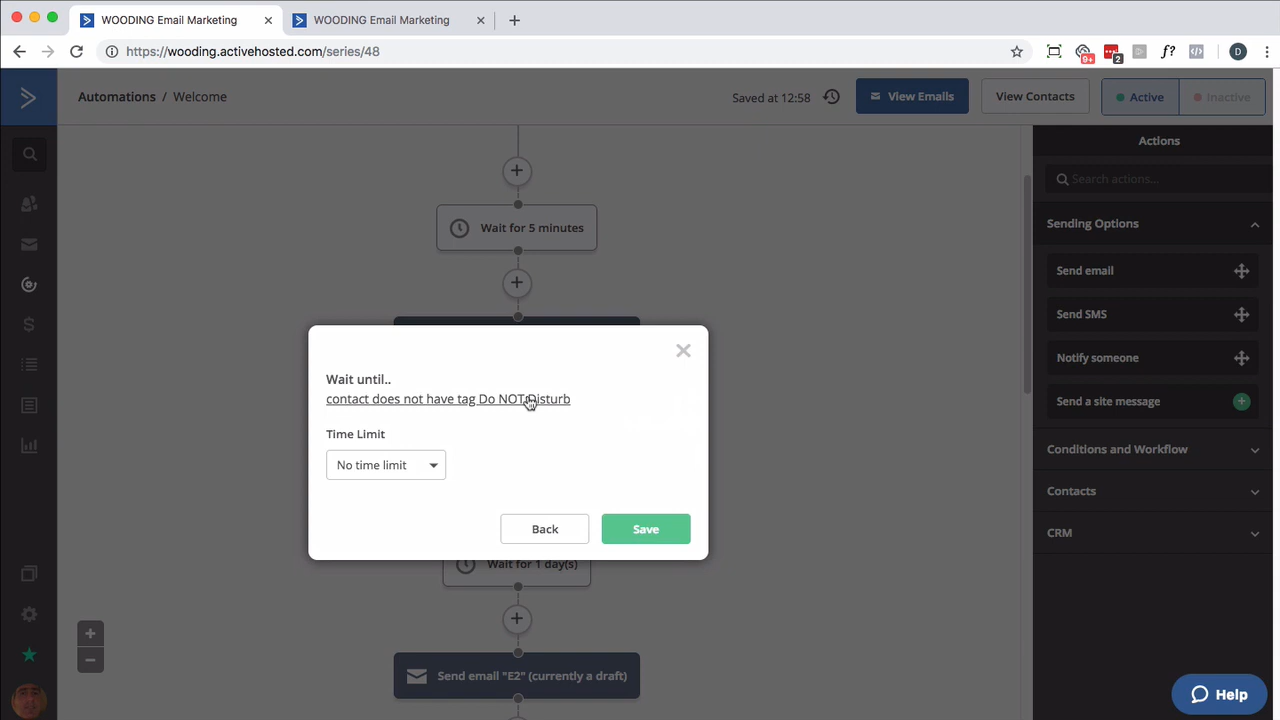 WOODING Email Marketing
WOODING Email Marketing
https://wooding.activehosted.com/series/48
9+
2
f?
D
Automations / Welcome
Saved at 12:58
View Emails
View Contacts
Active
Inactive
Actions
Search actions...
Wait for 5 minutes
Sending Options
Send email
Send SMS
Notify someone
Send a site message
Conditions and Workflow
Contacts
CRM
Wait until..
contact does not have tag Do NOT Disturb
Time Limit
No time limit
Back
Save
Wait for 1 day(s)
Send email "E2" (currently a draft)
Help